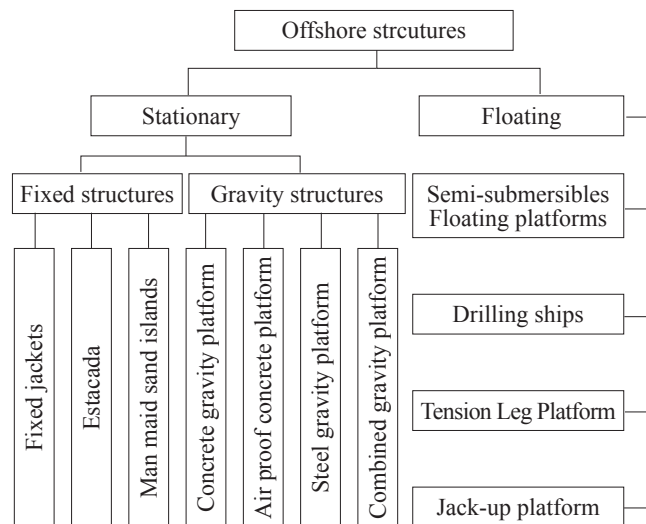 Offshore strcutures
Stationary
Floating
Fixed structures
Gravity structures
Semi-submersibles
Floating platforms
Fixed jackets
Estacada
Man maid sand islands
Concrete gravity platform
Air proof concrete platform
Steel gravity platform
Combined gravity platform
Drilling ships
Tension Leg Platform
Jack-up platform